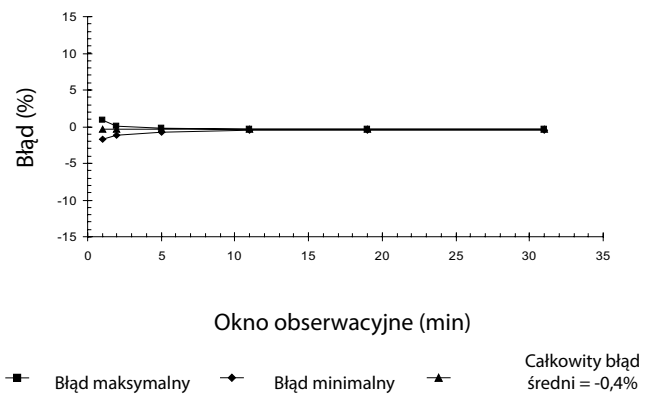 15
10
5
0
-5
-10
-15
Błąd (%)
0 5 10 15 20 25 30 35
Okno obserwacyjne (min)
Błąd maksymalny Błąd minimalny Całkowity błąd
średni = -0,4%